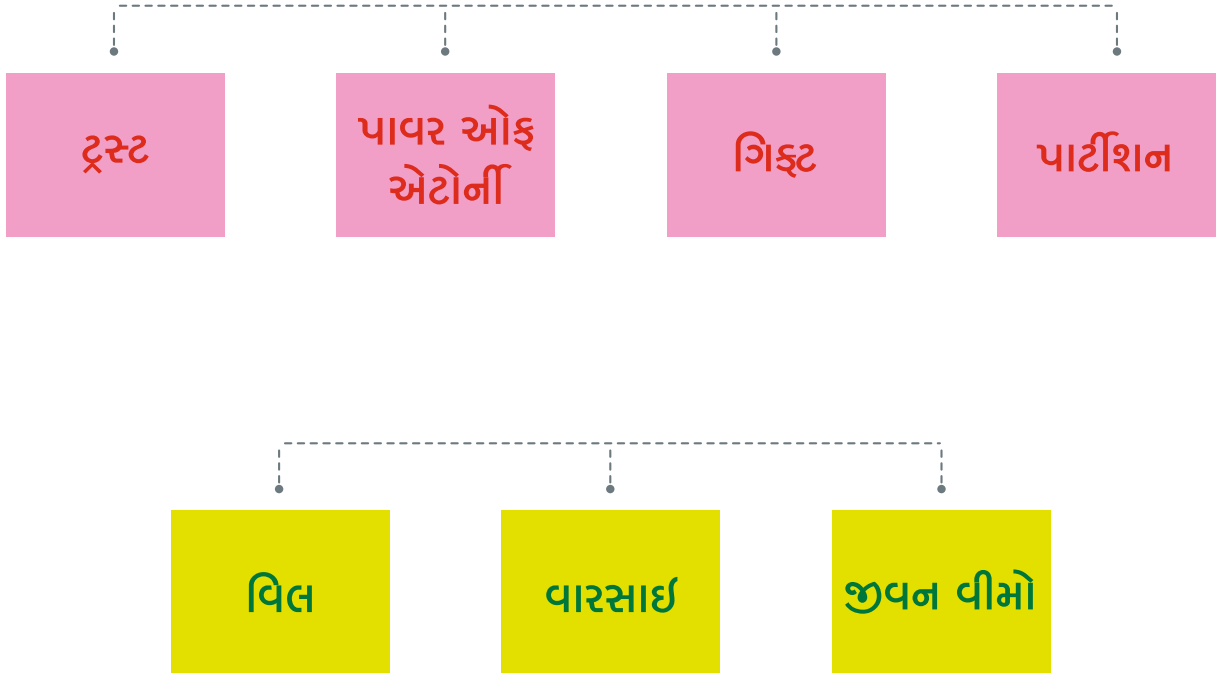 ટ્રસ્ટ
પાવર ઓફ
એટોર્ની
ગિફ્ટ
પાર્ટીશન
વિલ
વારસાઈ
જીવન વીમો